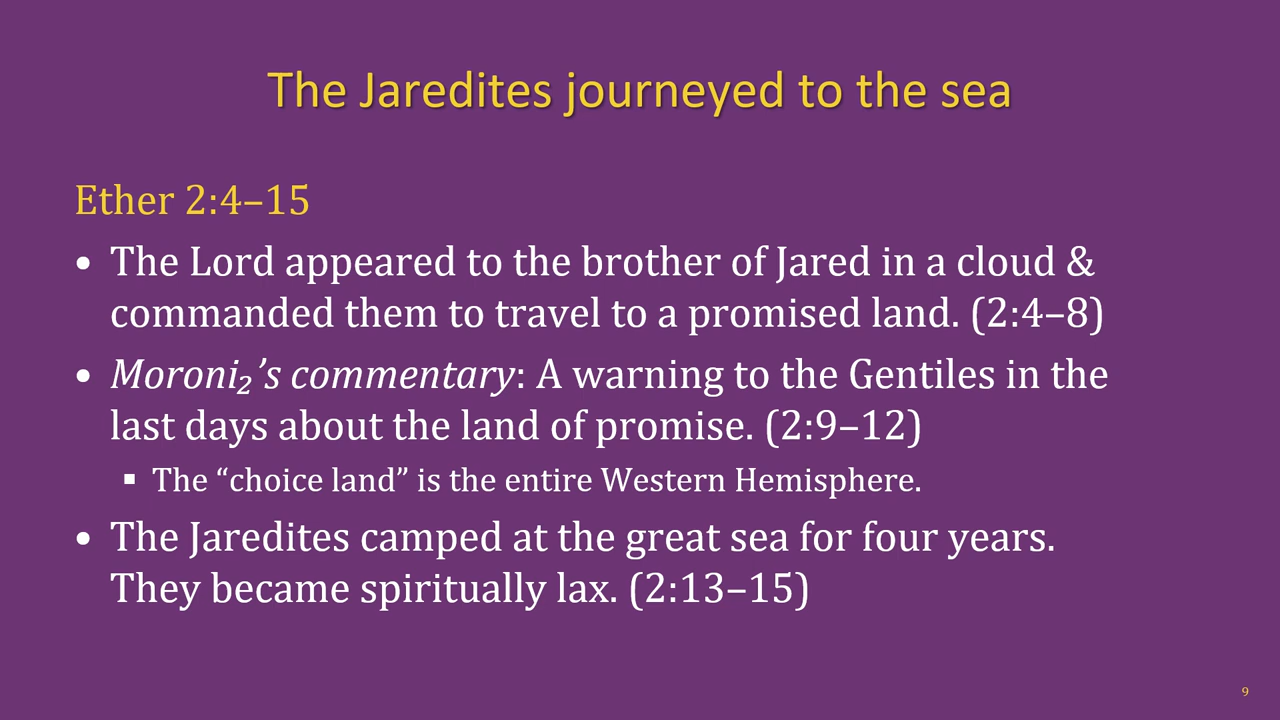 The Jaredites journeyed to the sea
Ether 2:4–15
• The Lord appeared to the brother of Jared in a cloud &
commanded them to travel to a promised land. (2:4–8)
• Moroni₂’s commentary: A warning to the Gentiles in the
last days about the land of promise. (2:9–12)
▪ The “choice land” is the entire Western Hemisphere.
• The Jaredites camped at the great sea for four years.
They became spiritually lax. (2:13–15)
9